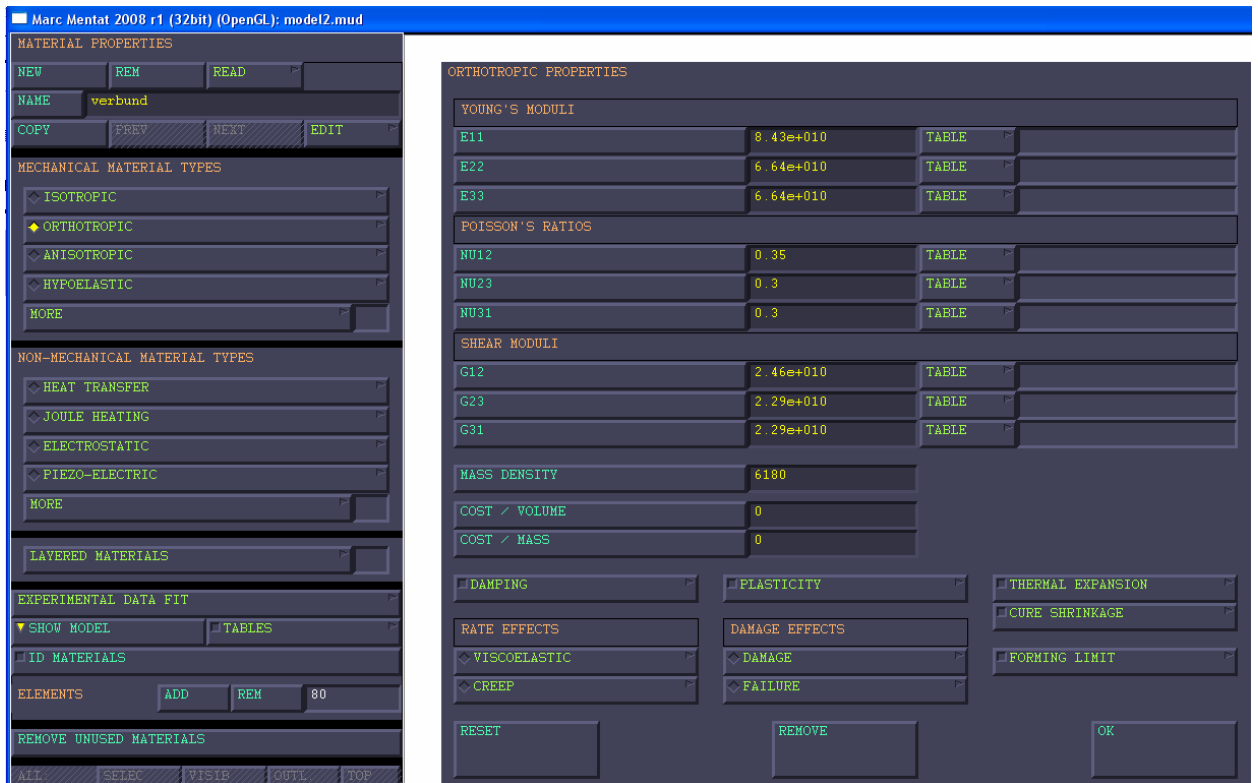 Marc Mentat 2008 r1 (32bit) (OpenGL): model2.mud
MATERIAL PROPERTIES
NEW REM READ
NAME verbund
COPY PREV NEXT EDIT
MECHANICAL MATERIAL TYPES
ISOTROPIC
ORTHOTROPIC
ANISOTROPIC
HYPOELASTIC
MORE
NON-MECHANICAL MATERIAL TYPES
HEAT TRANSFER
JOULE HEATING
ELECTROSTATIC
PIEZO-ELECTRIC
MORE
LAYERED MATERIALS
EXPERIMENTAL DATA FIT
SHOW MODEL TABLES
ID MATERIALS
ELEMENTS ADD REM 80
REMOVE UNUSED MATERIALS
ALL: SELEC VISIB OUTL TOP
ORTHOTROPIC PROPERTIES
YOUNG'S MODULI
E11 8.43e+010 TABLE
E22 6.64e+010 TABLE
E33 6.64e+010 TABLE
POISSON'S RATIOS
NU12 0.35 TABLE
NU23 0.3 TABLE
NU31 0.3 TABLE
SHEAR MODULI
G12 2.46e+010 TABLE
G23 2.29e+010 TABLE
G31 2.29e+010 TABLE
MASS DENSITY 6180
COST / VOLUME 0
COST / MASS 0
DAMPING PLASTICITY THERMAL EXPANSION
CURE SHRINKAGE
RATE EFFECTS DAMAGE EFFECTS
VISCOELASTIC DAMAGE FORMING LIMIT
CREEP FAILURE
RESET REMOVE OK